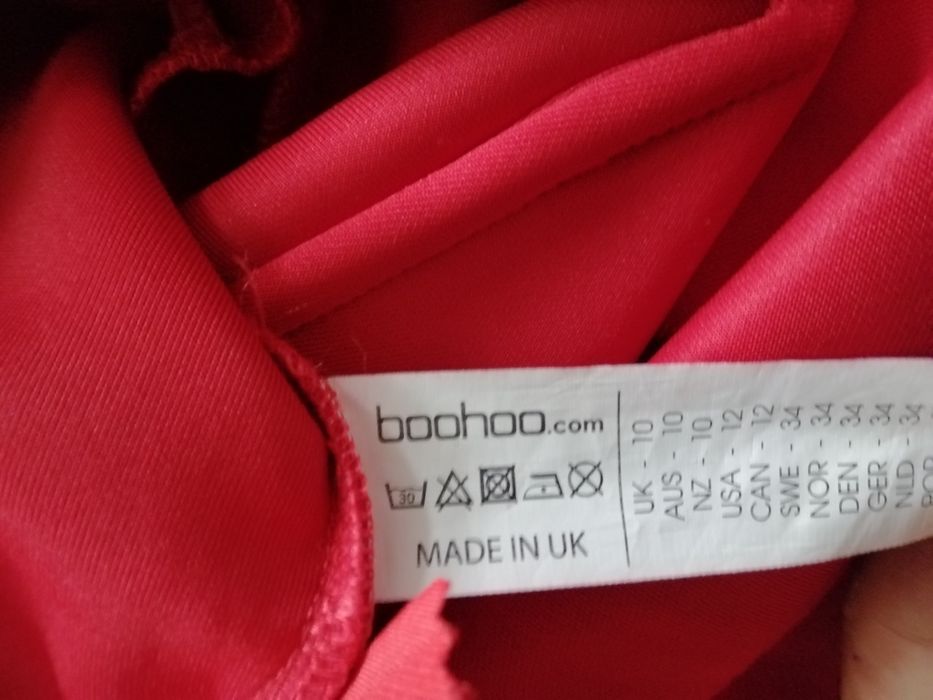 boohoo.com
30
MADE IN UK
UK - 10
AUS - 10
NZ - 10
USA - 12
CAN - 12
SWE - 34
NOR - 34
DEN - 34
GER - 34
NLD - 34